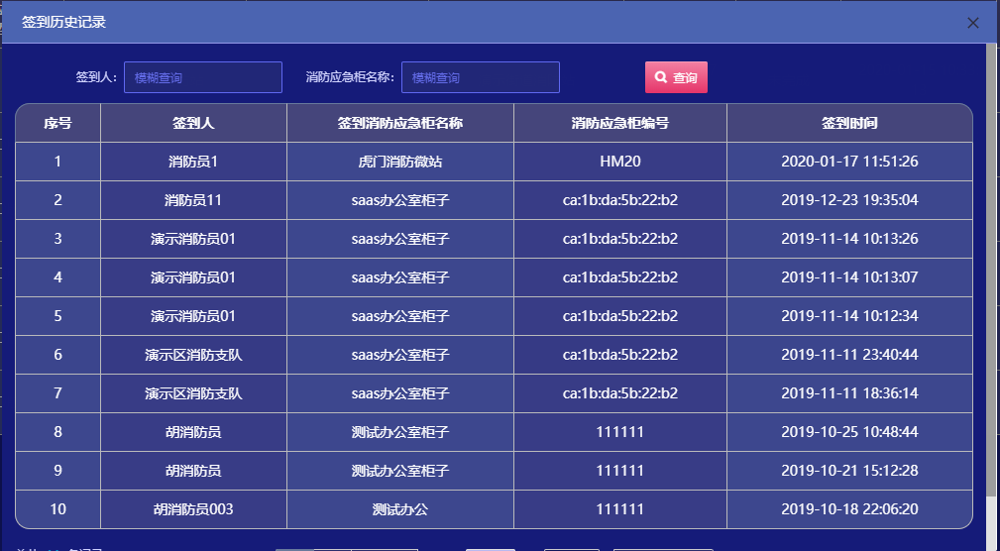 签到历史记录
签到人： 模糊查询 消防应急柜名称： 模糊查询 查询
序号 签到人 签到消防应急柜名称 消防应急柜编号 签到时间
1 消防员1 虎门消防微站 HM20 2020-01-17 11:51:26
2 消防员11 saas办公室柜子 ca:1b:da:5b:22:b2 2019-12-23 19:35:04
3 演示消防员01 saas办公室柜子 ca:1b:da:5b:22:b2 2019-11-14 10:13:26
4 演示消防员01 saas办公室柜子 ca:1b:da:5b:22:b2 2019-11-14 10:13:07
5 演示消防员01 saas办公室柜子 ca:1b:da:5b:22:b2 2019-11-14 10:12:34
6 演示区消防支队 saas办公室柜子 ca:1b:da:5b:22:b2 2019-11-11 23:40:44
7 演示区消防支队 saas办公室柜子 ca:1b:da:5b:22:b2 2019-11-11 18:36:14
8 胡消防员 测试办公室柜子 111111 2019-10-25 10:48:44
9 胡消防员 测试办公室柜子 111111 2019-10-21 15:12:28
10 胡消防员003 测试办公 111111 2019-10-18 22:06:20